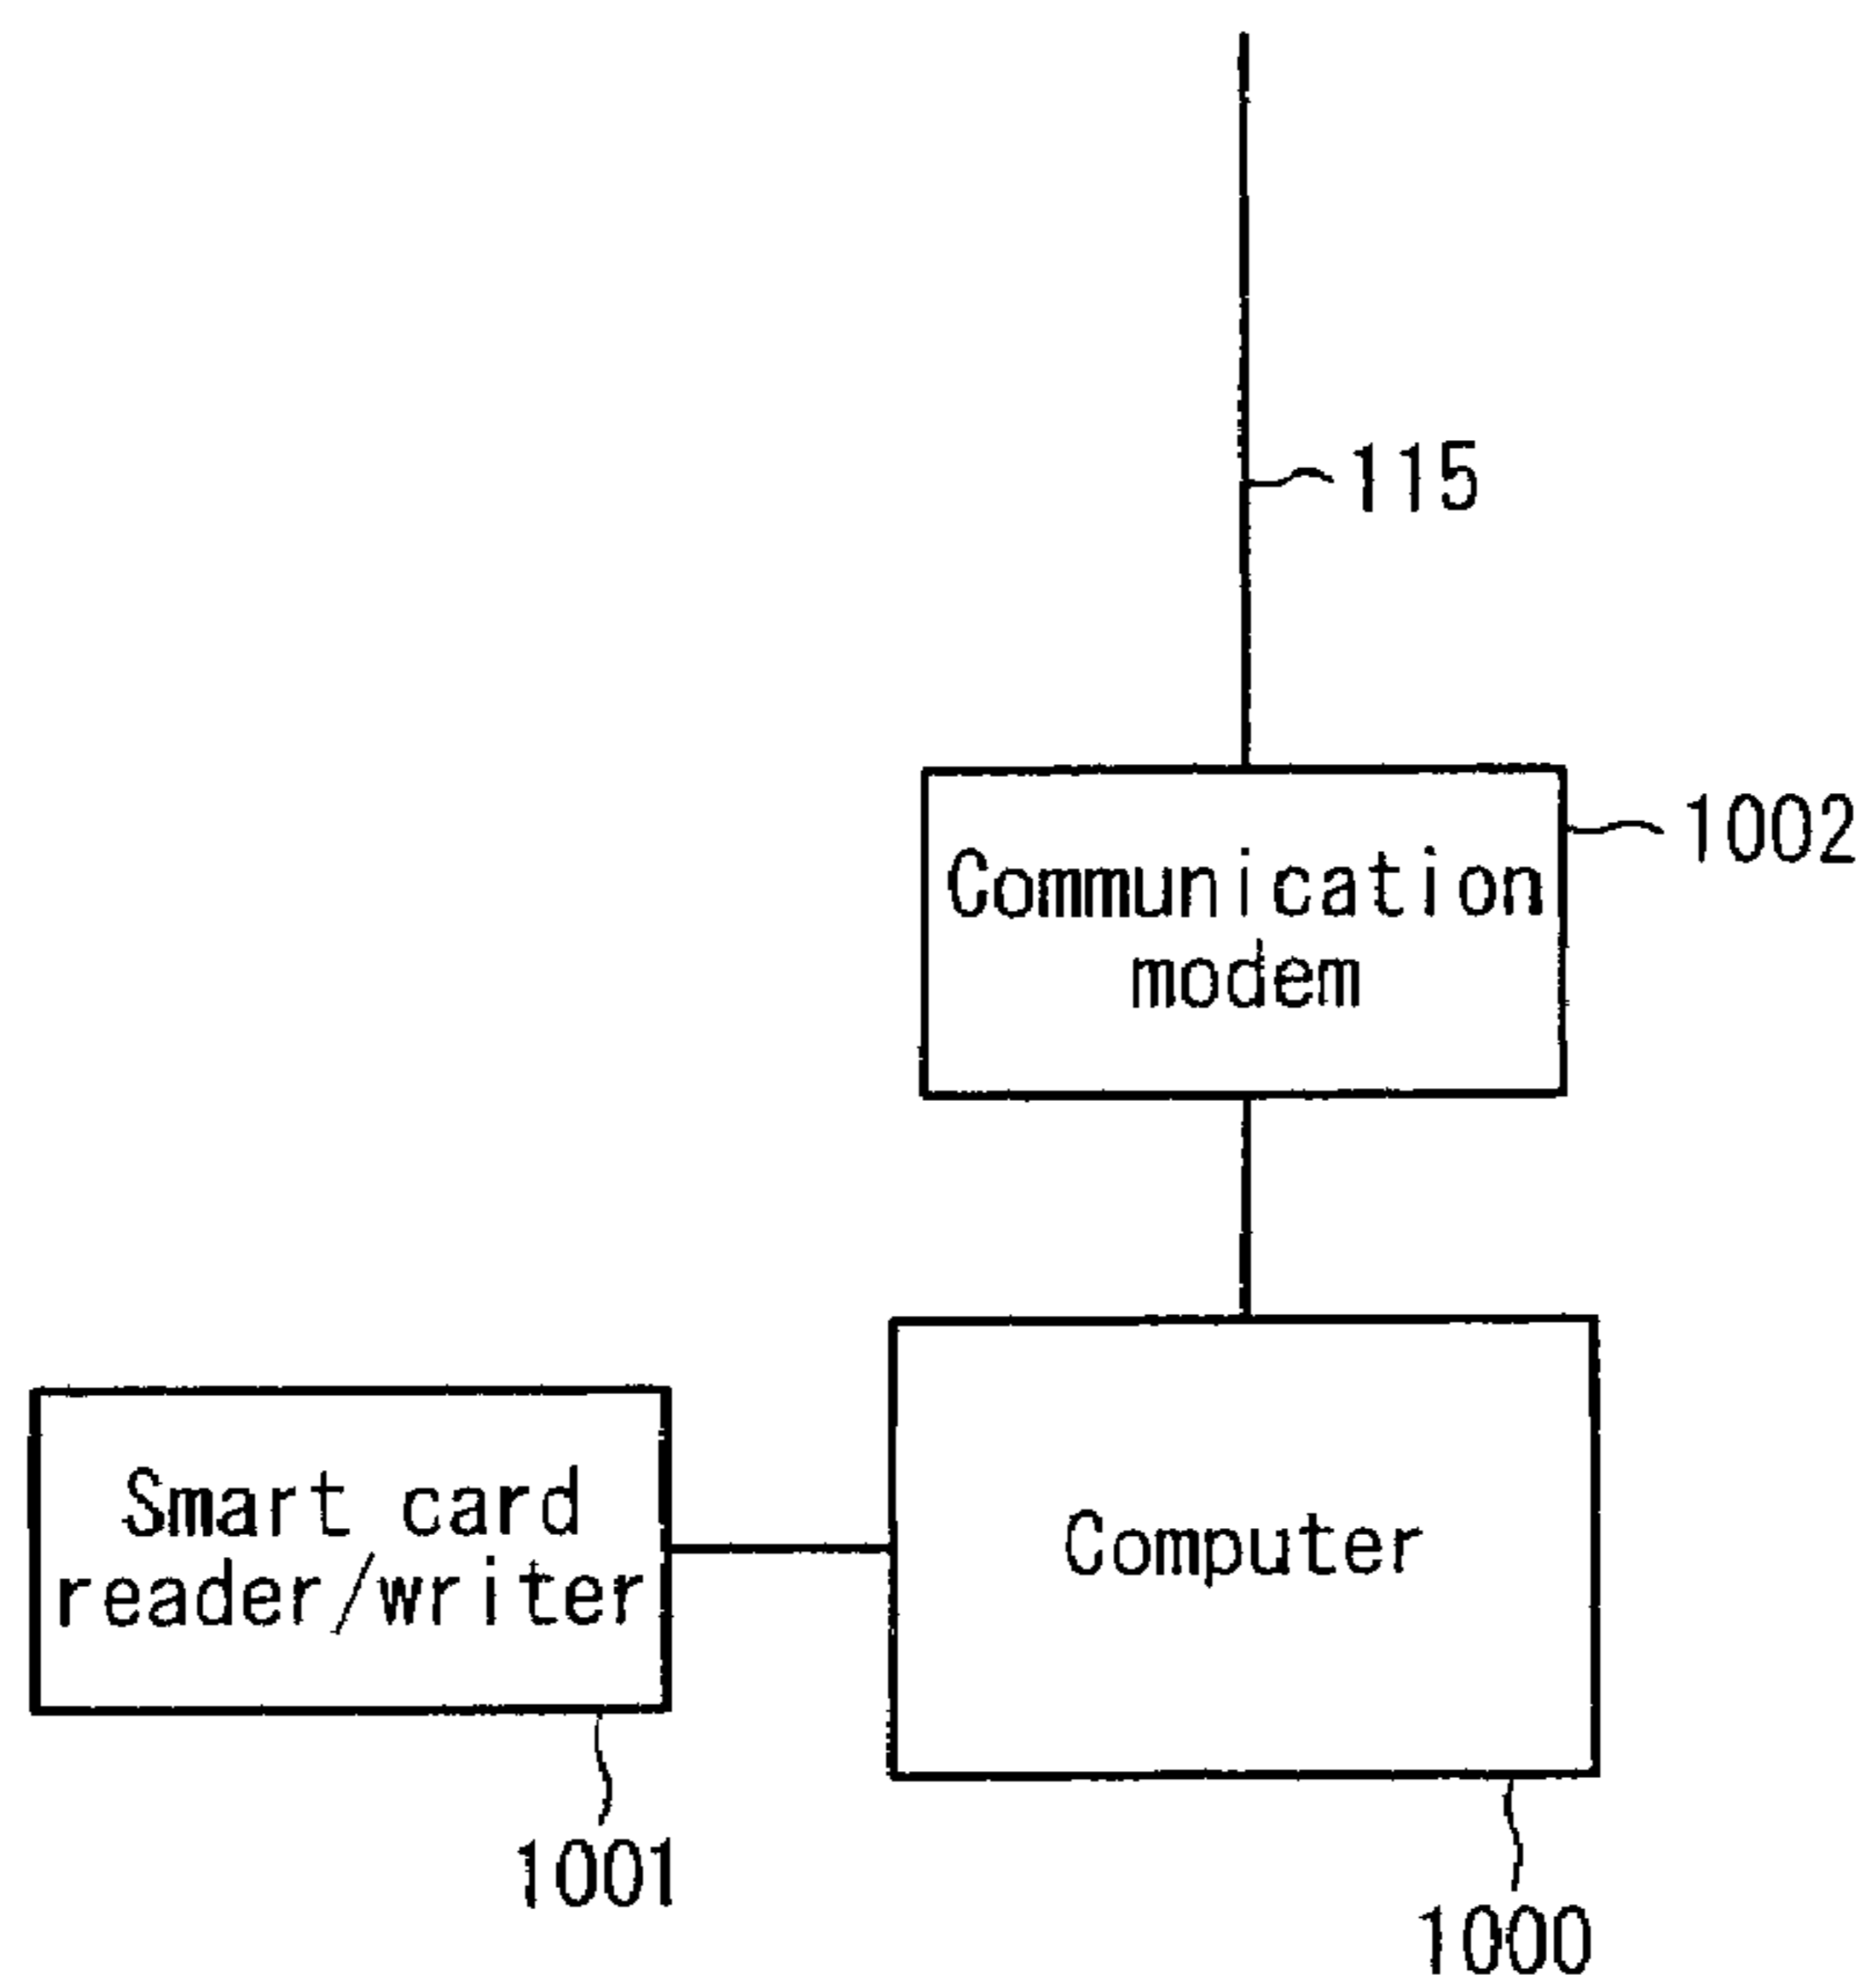 115
1002
Communication
modem
Smart card
reader/writer
Computer
1001
1000